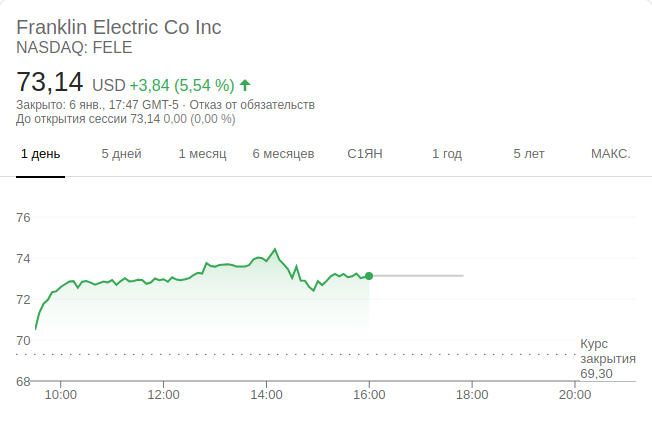 Franklin Electric Co Inc
NASDAQ: FELE
73,14 USD +3,84 (5,54 %)
Закрыто: 6 янв., 17:47 GMT-5 · Отказ от обязательств
До открытия сессии 73,14 0,00 (0,00 %)
1 день 5 дней 1 месяц 6 месяцев С1ЯН 1 год 5 лет МАКС.
76
74
72
70
68
Курс
закрытия
69,30
10:00 12:00 14:00 16:00 18:00 20:00